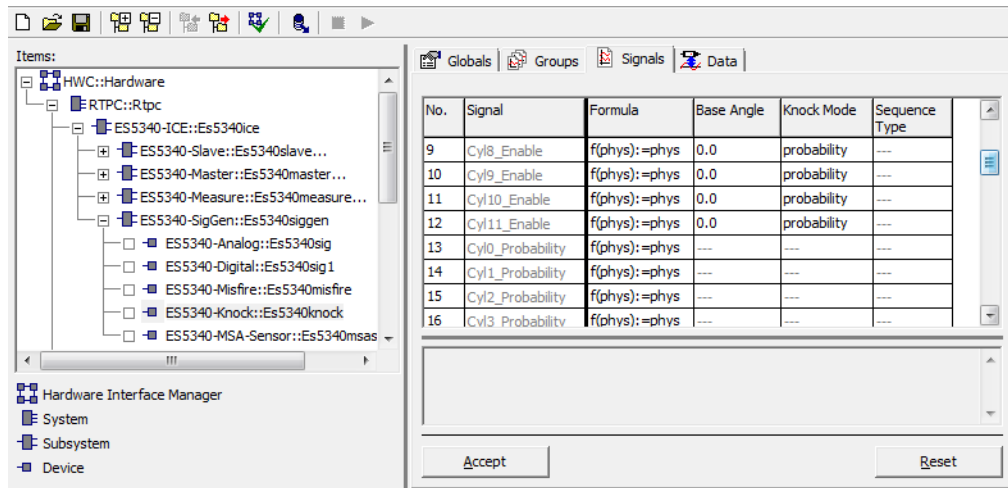 Items:
HWC::Hardware
RTPC::Rtpc
ES5340-ICE::Es5340ice
ES5340-Slave::Es5340slave...
ES5340-Master::Es5340master...
ES5340-Measure::Es5340measure...
ES5340-SigGen::Es5340siggen
ES5340-Analog::Es5340sig
ES5340-Digital::Es5340sig1
ES5340-Misfire::Es5340misfire
ES5340-Knock::Es5340knock
ES5340-MSA-Sensor::Es5340msas
Hardware Interface Manager
System
Subsystem
Device
Globals Groups Signals Data
No. Signal Formula Base Angle Knock Mode Sequence Type
9 Cyl8_Enable f(phys):=phys 0.0 probability ---
10 Cyl9_Enable f(phys):=phys 0.0 probability ---
11 Cyl10_Enable f(phys):=phys 0.0 probability ---
12 Cyl11_Enable f(phys):=phys 0.0 probability ---
13 Cyl0_Probability f(phys):=phys --- --- ---
14 Cyl1_Probability f(phys):=phys --- --- ---
15 Cyl2_Probability f(phys):=phys --- --- ---
16 Cyl3_Probability f(phys):=phys --- --- ---
Accept Reset